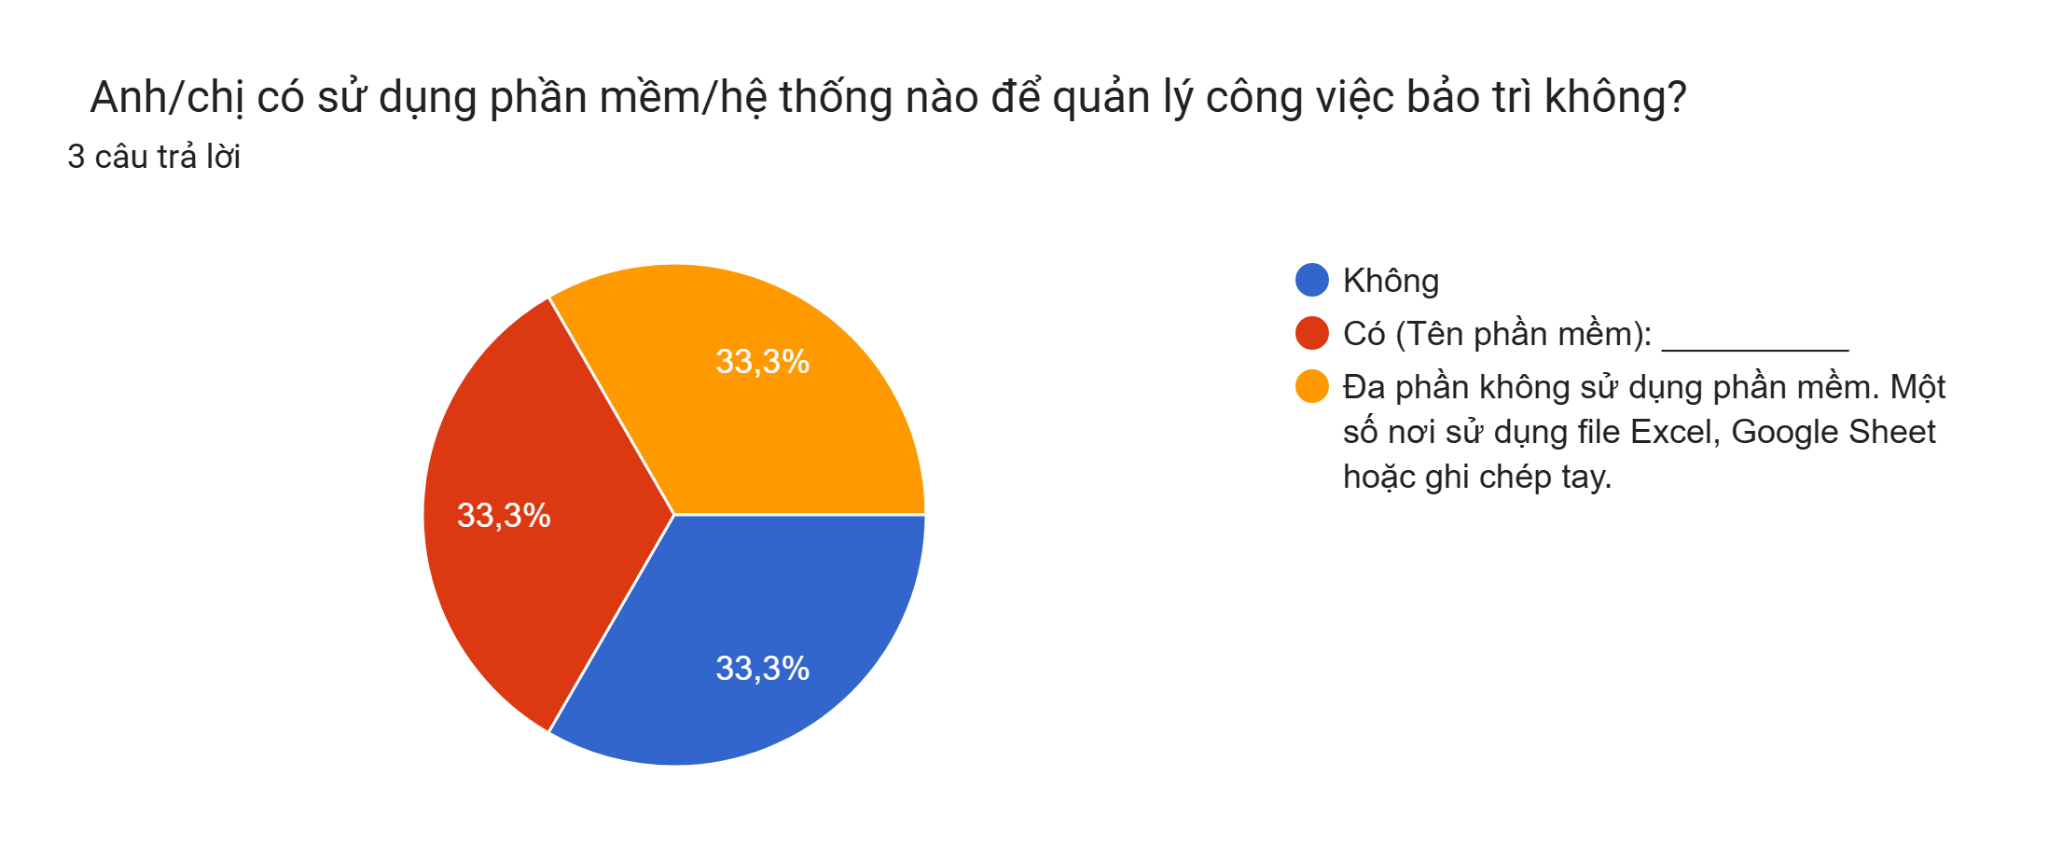 Anh/chị có sử dụng phần mềm/hệ thống nào để quản lý công việc bảo trì không?
3 câu trả lời
33,3%
33,3%
33,3%
Không
Có (Tên phần mềm): ___________
Đa phần không sử dụng phần mềm. Một
số nơi sử dụng file Excel, Google Sheet
hoặc ghi chép tay.